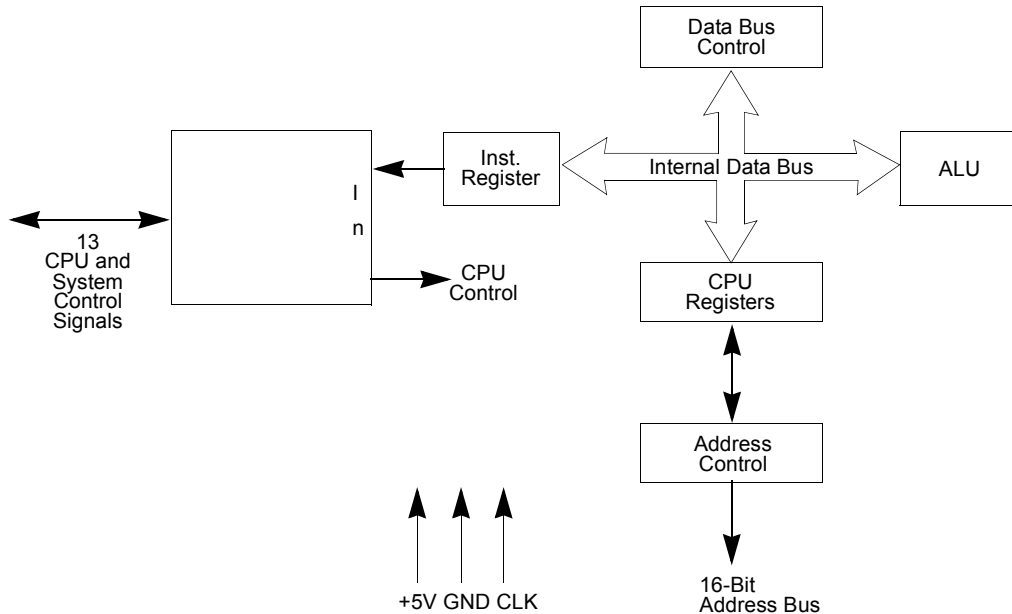 Data Bus
Control
Inst.
Register
Internal Data Bus
ALU
I
n
13
CPU and
System
Control
Signals
CPU
Control
CPU
Registers
Address
Control
+5V GND CLK
16-Bit
Address Bus